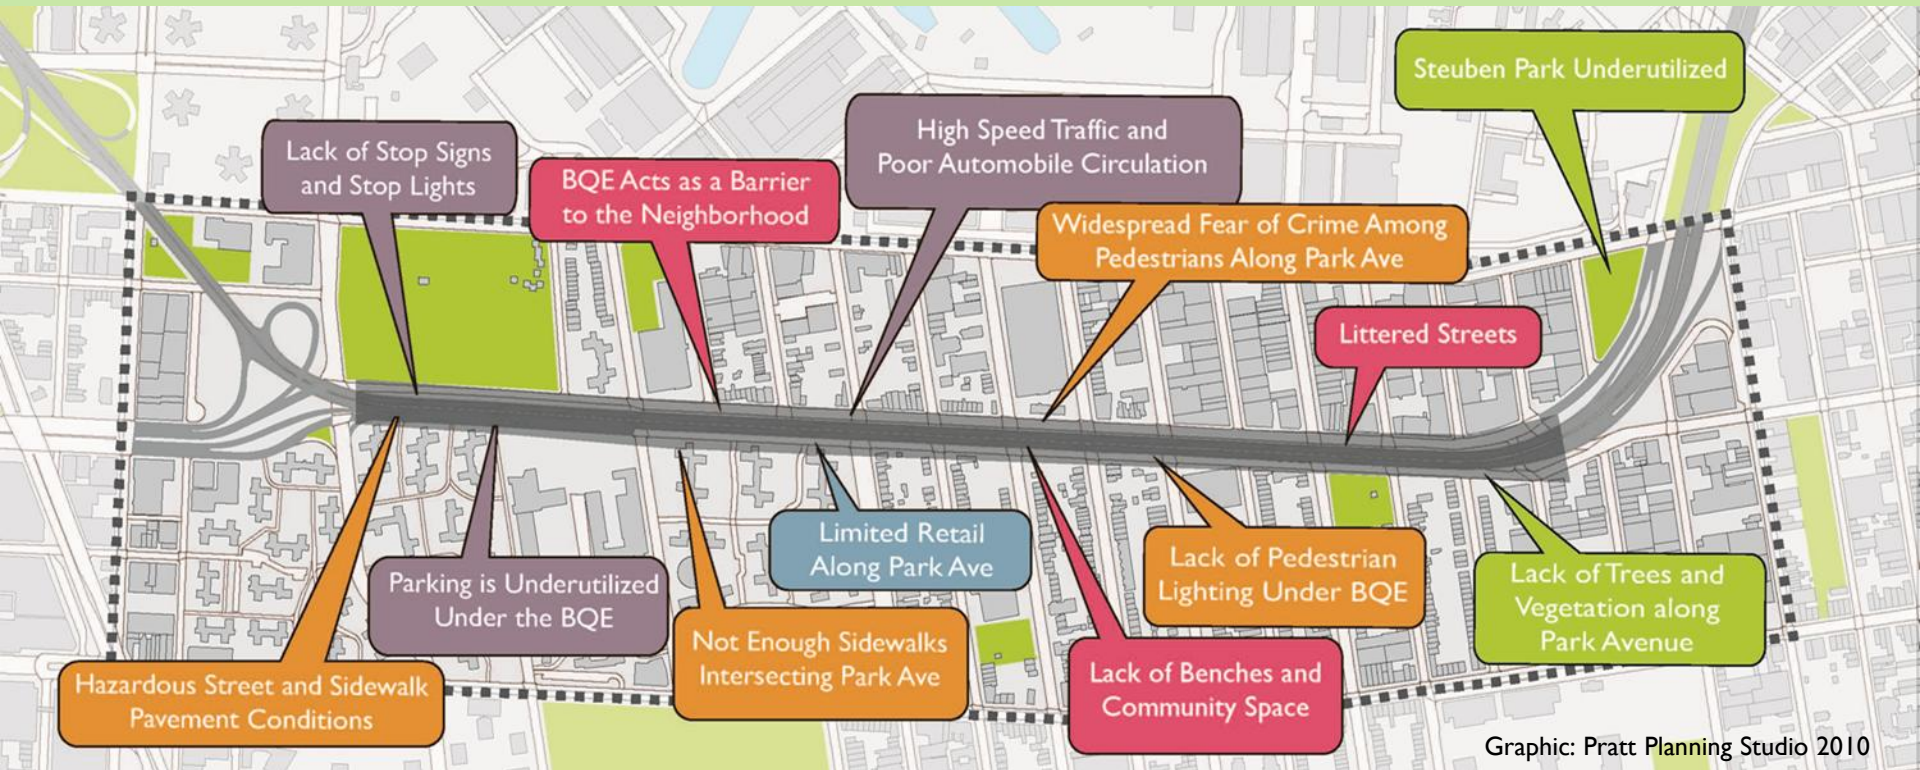 Steuben Park Underutilized
Lack of Stop Signs
and Stop Lights
BQE Acts as a Barrier
to the Neighborhood
High Speed Traffic and
Poor Automobile Circulation
Widespread Fear of Crime Among
Pedestrians Along Park Ave
Littered Streets
Hazardous Street and Sidewalk
Pavement Conditions
Parking is Underutilized
Under the BQE
Not Enough Sidewalks
Intersecting Park Ave
Limited Retail
Along Park Ave
Lack of Benches and
Community Space
Lack of Pedestrian
Lighting Under BQE
Lack of Trees and
Vegetation along
Park Avenue
Graphic: Pratt Planning Studio 2010